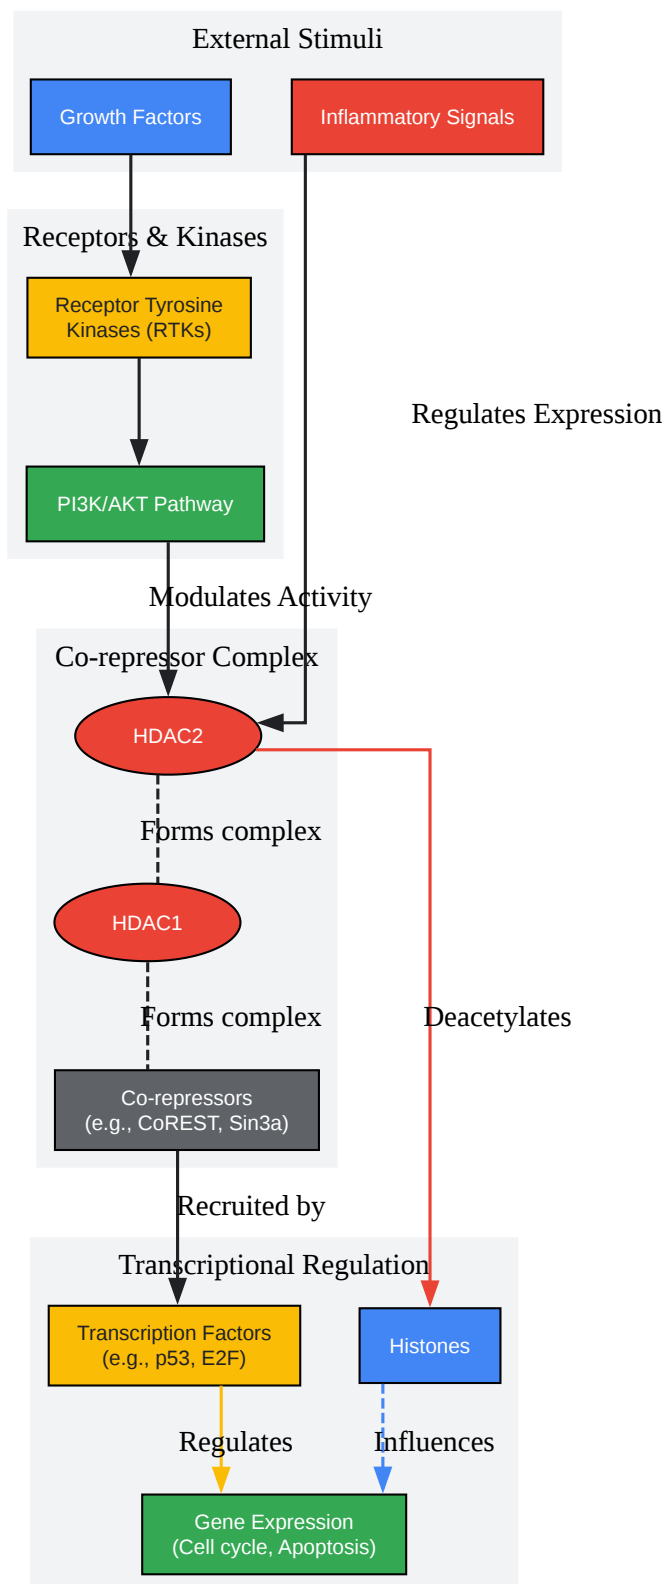 External Stimuli
Growth Factors
Inflammatory Signals
Receptors & Kinases
Receptor Tyrosine
Kinases (RTKs)
Regulates Expression
PI3K/AKT Pathway
Modulates Activity
Co-repressor Complex
HDAC2
Forms complex
HDAC1
Forms complex
Deacetylates
Co-repressors
(e.g., CoREST, Sin3a)
Recruited by
Transcriptional Regulation
Transcription Factors
(e.g., p53, E2F)
Histones
Regulates
Influences
Gene Expression
(Cell cycle, Apoptosis)